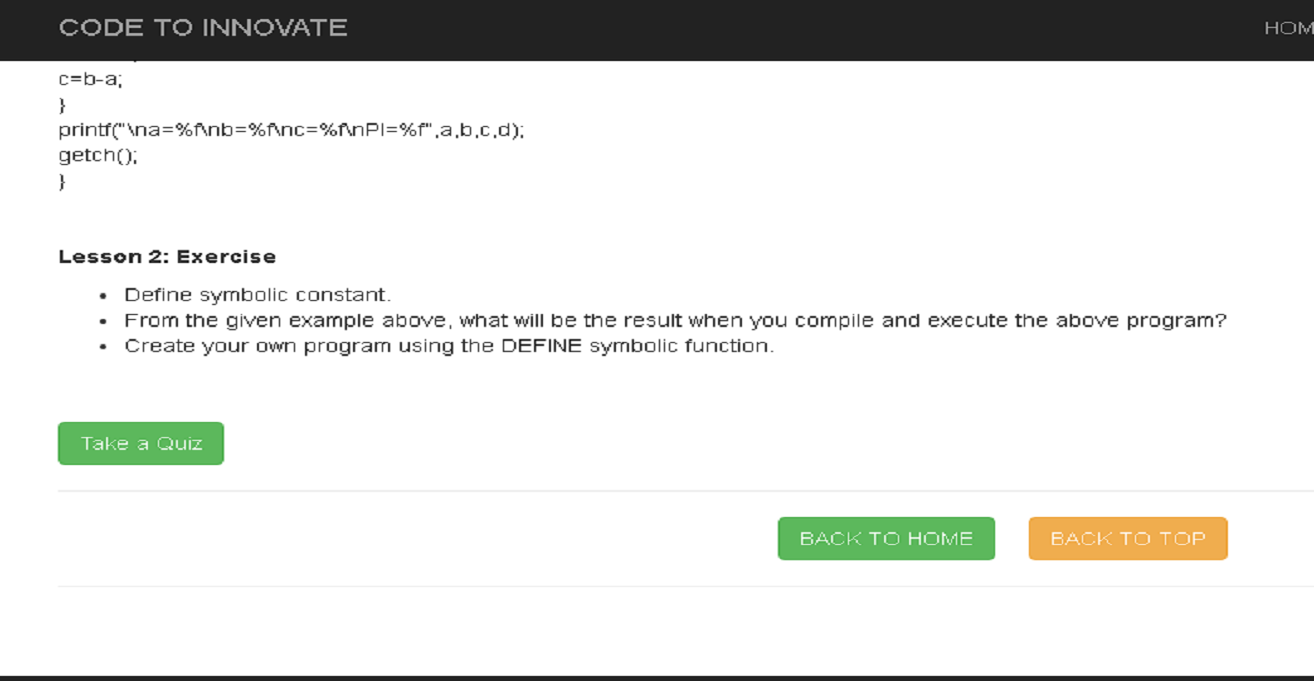 CODE TO INNOVATE
HOM
c=b-a;
}
printf("\na=%f\nb=%f\nc=%f\nPI=%f",a,b,c,d);
getch();
}
Lesson 2: Exercise
• Define symbolic constant.
• From the given example above, what will be the result when you compile and execute the above program?
• Create your own program using the DEFINE symbolic function.
Take a Quiz
BACK TO HOME
BACK TO TOP